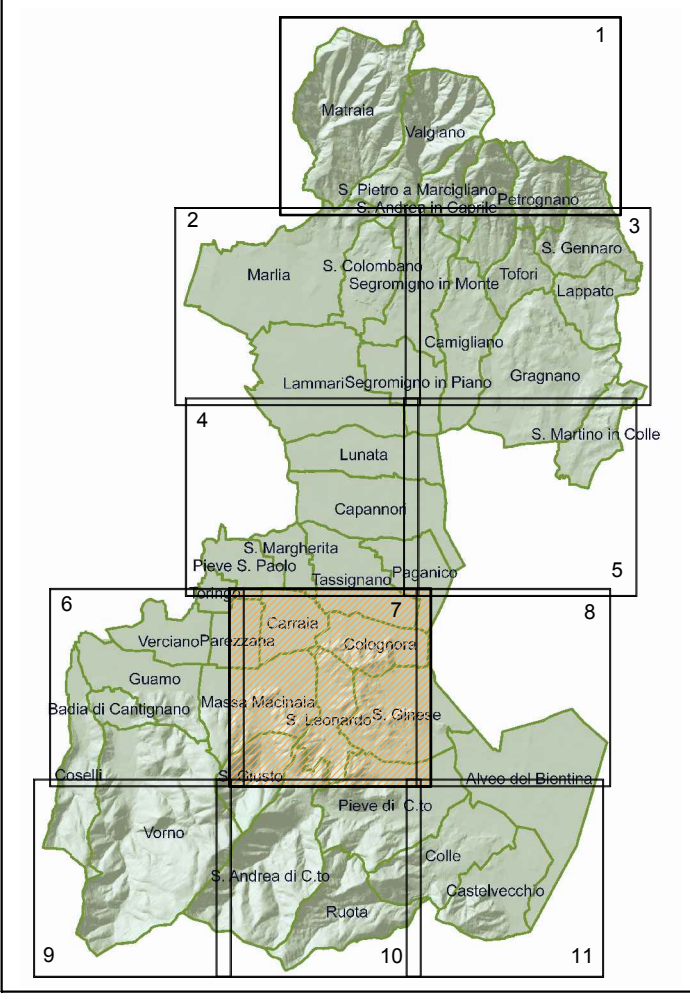 1
Matraia
Valgiano
S. Pietro a Marcigliano
S. Andrea in Caprile
Petrognano
2
3
Marlia
S. Colombano
S. Gennaro
Segromigno in Monte
Tofori
Lappato
Camigliano
Lammari
Segromigno in Piano
Gragnano
4
S. Martino in Colle
Lunata
Capannori
S. Margherita
Pieve S. Paolo
Tassignano
Paganico
5
Toringo
6
7
8
Carraia
Verciano
Parezzana
Colognora
Guamo
Badia di Cantignano
Massa Macinaia
S. Leonardo
S. Ginese
Coselli
S. Giusto
Alveo del Bientina
Pieve di C.to
Vorno
Colle
S. Andrea di C.to
Castelvecchio
Ruota
9
10
11